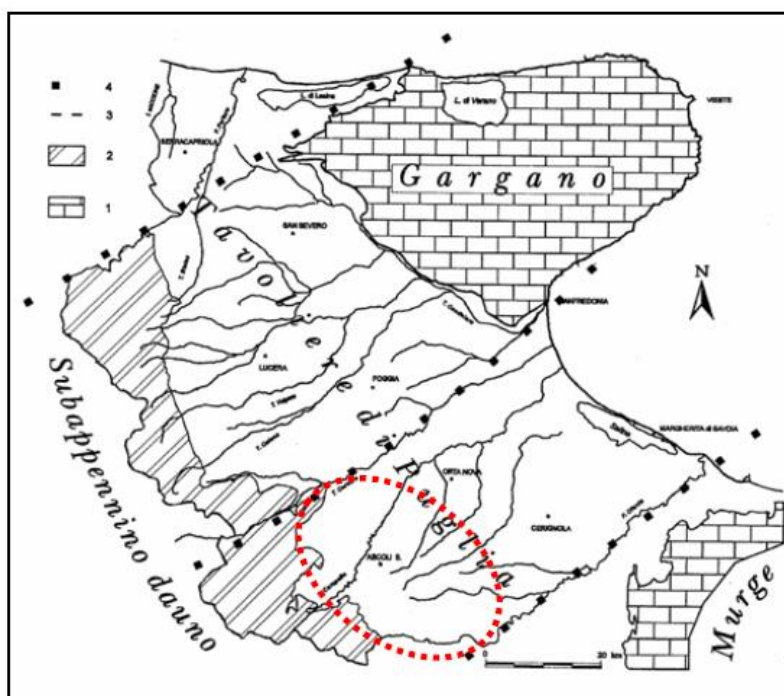 4
3
2
1
L. di Lesina
L. di Varano
VIESTE
SERRACAPRIOLA
Gargano
SAN SEVERO
N
MANFREDONIA
Tavoliere di Puglia
LUCERA
FOGGIA
Subappennino dauno
MARGHERITA di SAVOIA
ORTA NOVA
CERIGNOLA
ASCOLI S.
Murge
0
20 km